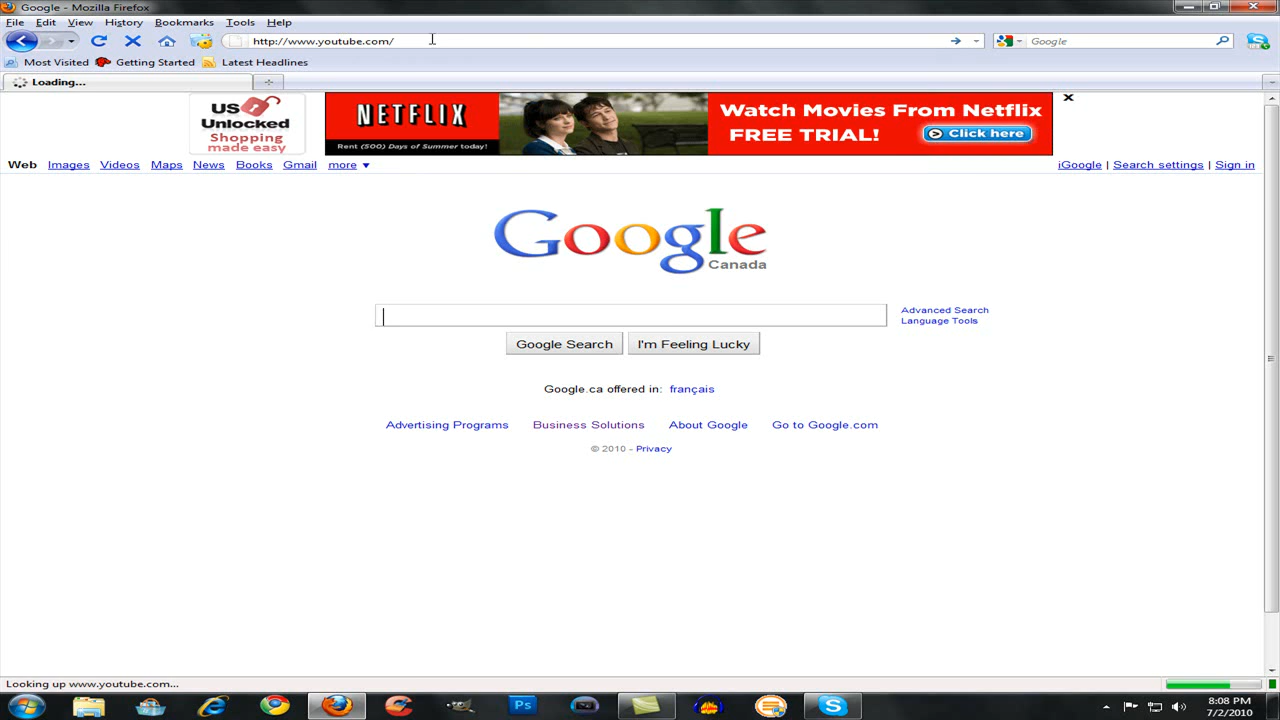 Google - Mozilla Firefox
File Edit View History Bookmarks Tools Help
http://www.youtube.com/
Google
Most Visited Getting Started Latest Headlines
Loading...
US Unlocked
Shopping made easy
NETFLIX
Rent (500) Days of Summer today!
Watch Movies From Netflix
FREE TRIAL! Click here
Web Images Videos Maps News Books Gmail more
iGoogle | Search settings | Sign in
Google
Canada
Advanced Search
Language Tools
Google Search I'm Feeling Lucky
Google.ca offered in: français
Advertising Programs Business Solutions About Google Go to Google.com
© 2010 - Privacy
Looking up www.youtube.com...
Ps
8:08 PM
7/2/2010